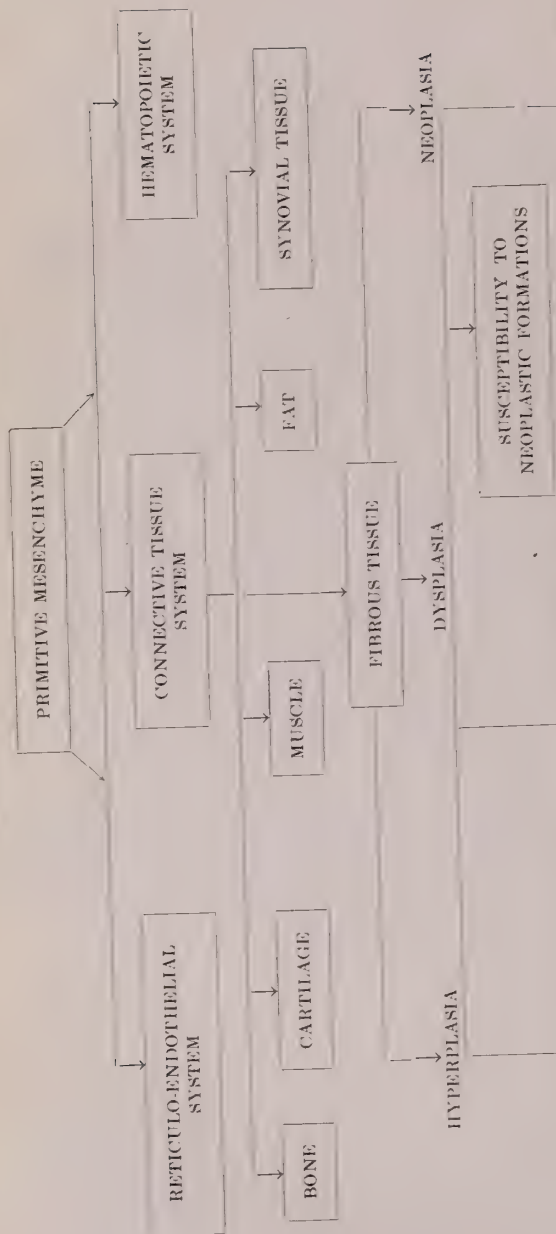 PRIMITIVE MESENCHYME
RETICULO-ENDOTHELIAL
SYSTEM
CONNECTIVE TISSUE
SYSTEM
HEMATOPOIETIC
SYSTEM
BONE
CARTILAGE
MUSCLE
FAT
SYNOVIAL TISSUE
FIBROUS TISSUE
HYPERPLASIA
DYSPLASIA
NEOPLASIA
SUSCEPTIBILITY TO
NEOPLASTIC FORMATIONS